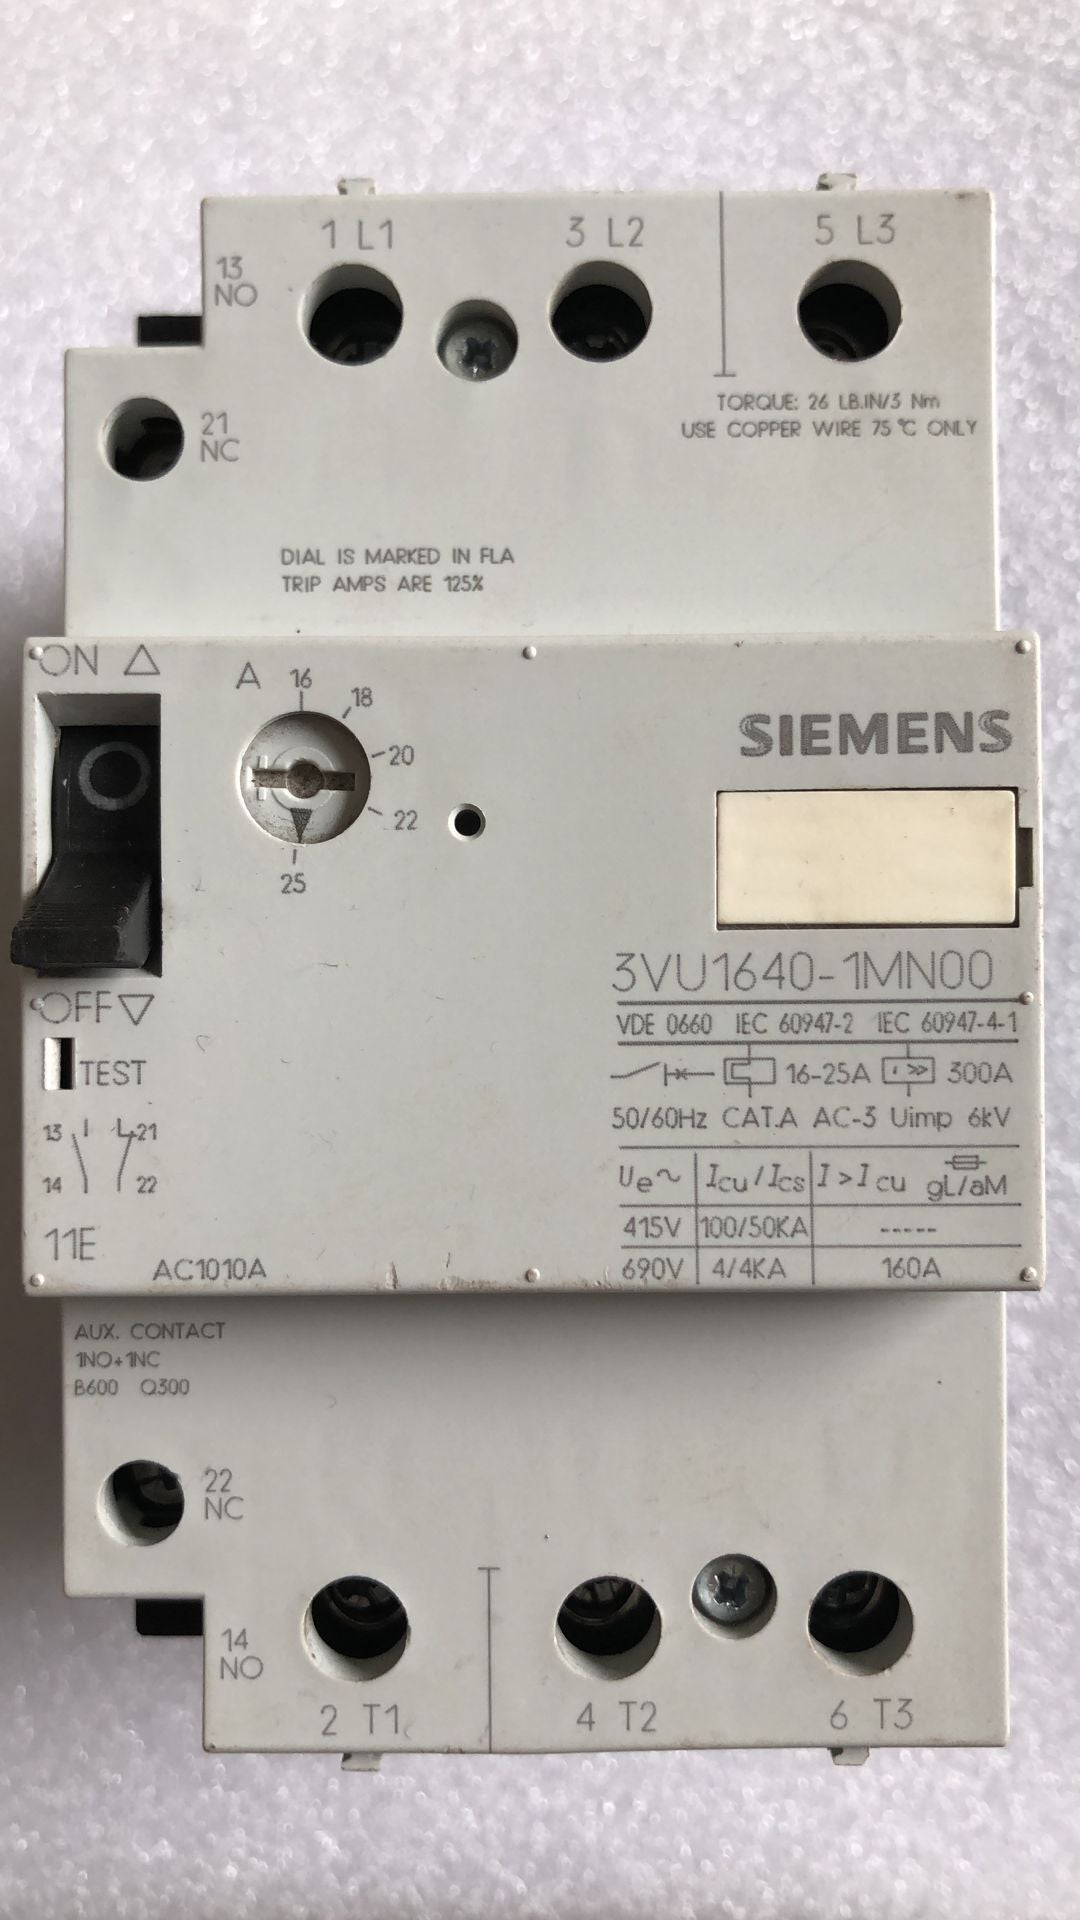 1 L1
3 L2
5 L3
13
NO
21
NC
TORQUE: 26 LB.IN/3 Nm
USE COPPER WIRE 75 °C ONLY
DIAL IS MARKED IN FLA
TRIP AMPS ARE 125%
ON △
A
16
18
20
22
25
SIEMENS
OFF ▽
TEST
13
21
14
22
11E
AC1010A
3VU1640-1MN00
VDE 0660 IEC 60947-2 IEC 60947-4-1
16-25A I >> 300A
50/60Hz CAT.A AC-3 Uimp 6kV
Ue~ Icu/Ics I>Icu gL/aM
415V 100/50KA -----
690V 4/4KA 160A
AUX. CONTACT
1NO+1NC
B600 Q300
22
NC
14
NO
2 T1
4 T2
6 T3